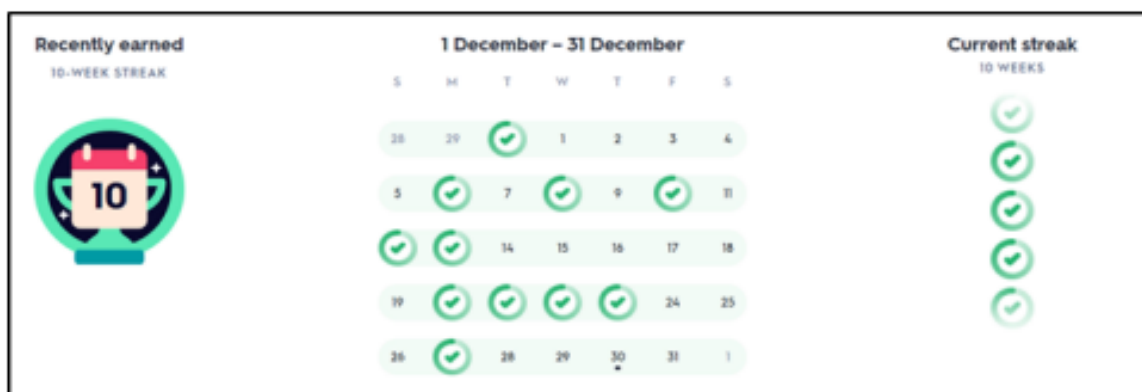 Recently earned
10-WEEK STREAK
10
1 December – 31 December
S M T W T F S
28 29 1 2 3 4
5 7 9 11
14 15 16 17 18
19 24 25
26 28 29 30 31 1
Current streak
10 WEEKS